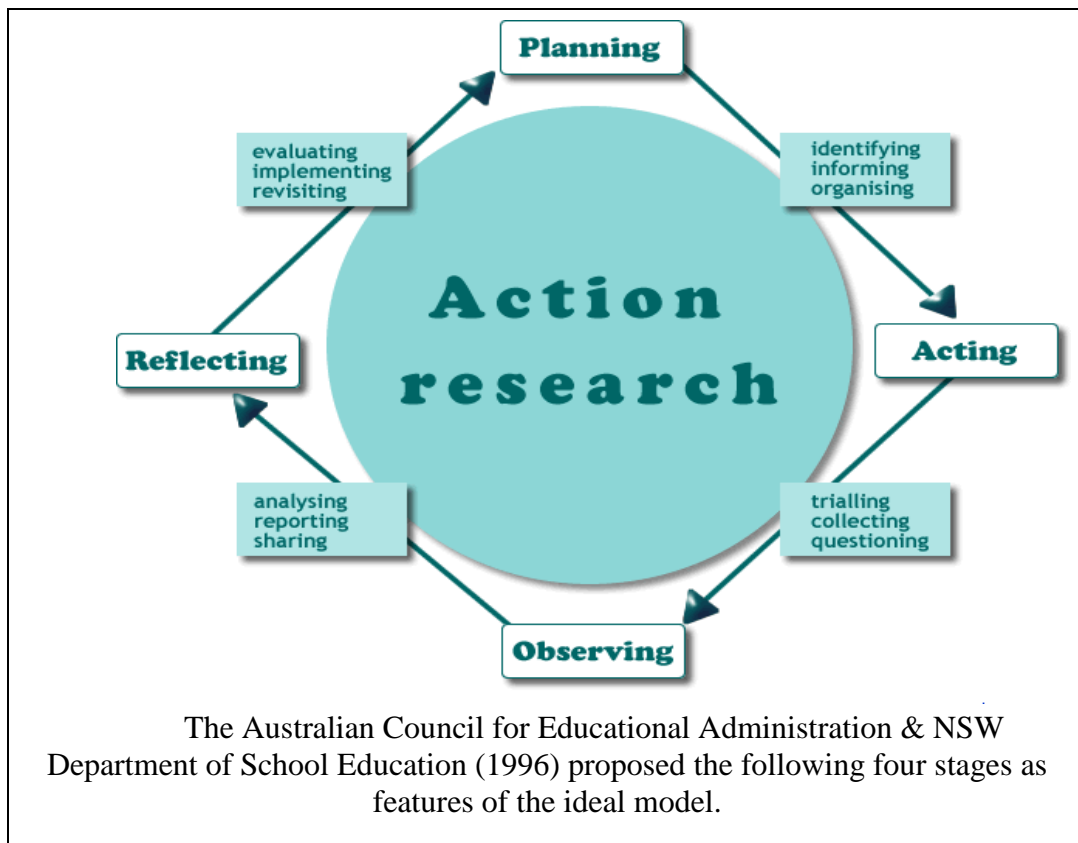 Planning
evaluating
implementing
revisiting
identifying
informing
organising
Action
research
Reflecting
Acting
analysing
reporting
sharing
trialling
collecting
questioning
Observing
The Australian Council for Educational Administration & NSW
Department of School Education (1996) proposed the following four stages as
features of the ideal model.